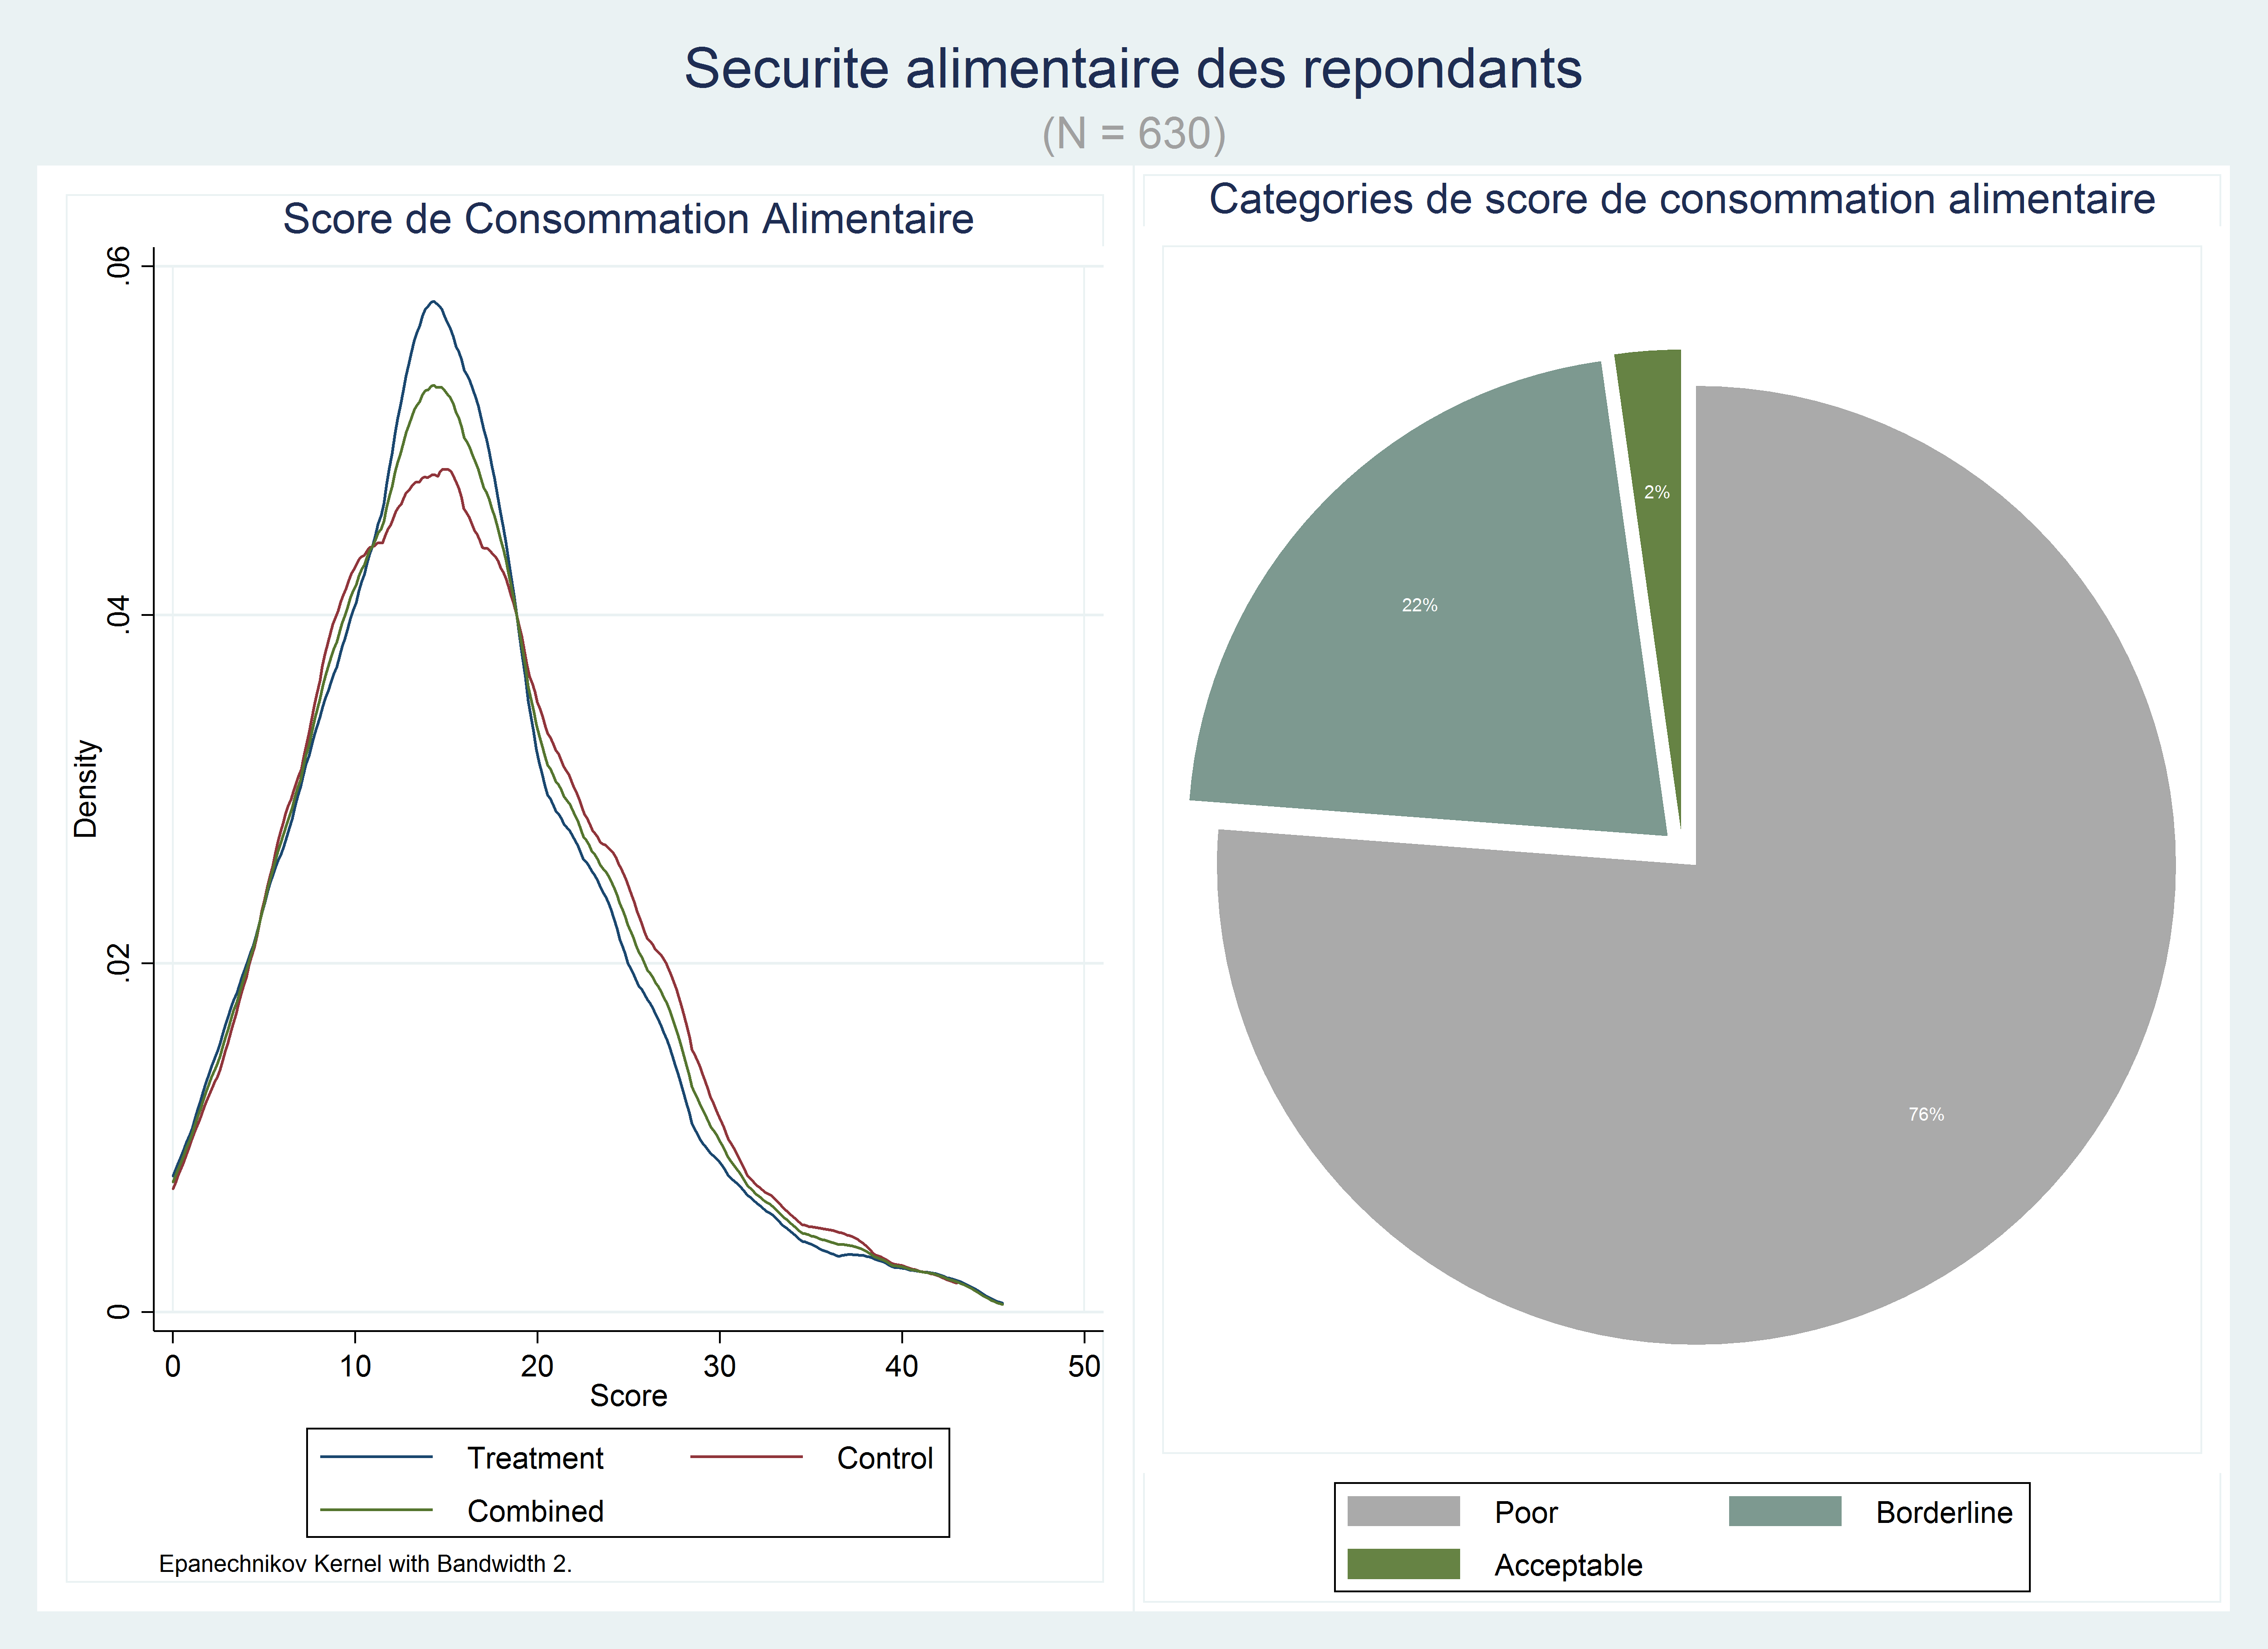 Securite alimentaire des repondants
(N = 630)
Score de Consommation Alimentaire
.06
.04
.02
0
Density
0 10 20 30 40 50
Score
Treatment Control
Combined
Epanechnikov Kernel with Bandwidth 2.
Categories de score de consommation alimentaire
2%
22%
76%
Poor Borderline
Acceptable